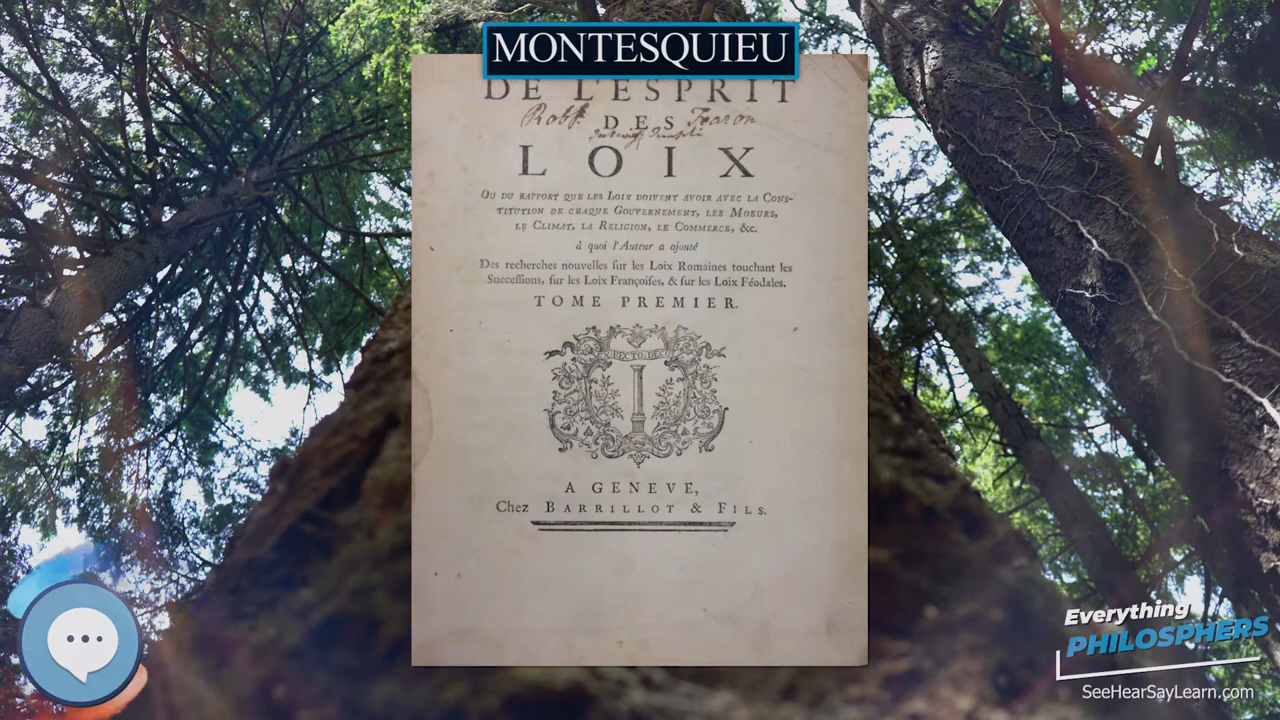 MONTESQUIEU
DE L'ESPRIT
DES
LOIX
OU DU RAPPORT QUE LES LOIX DOIVENT AVOIR AVEC LA CONS-
TITUTION DE CHAQUE GOUVERNEMENT, LES MOEURS,
LE CLIMAT, LA RELIGION, LE COMMERCE, &c.
à quoi l'Auteur a ajouté
Des recherches nouvelles sur les Loix Romaines touchant les
Successions, sur les Loix Françoises, & sur les Loix Féodales.
TOME PREMIER.
A GENEVE,
Chez BARRILLOT & FILS.
Everything
PHILOSPHERS
SeeHearSayLearn.com